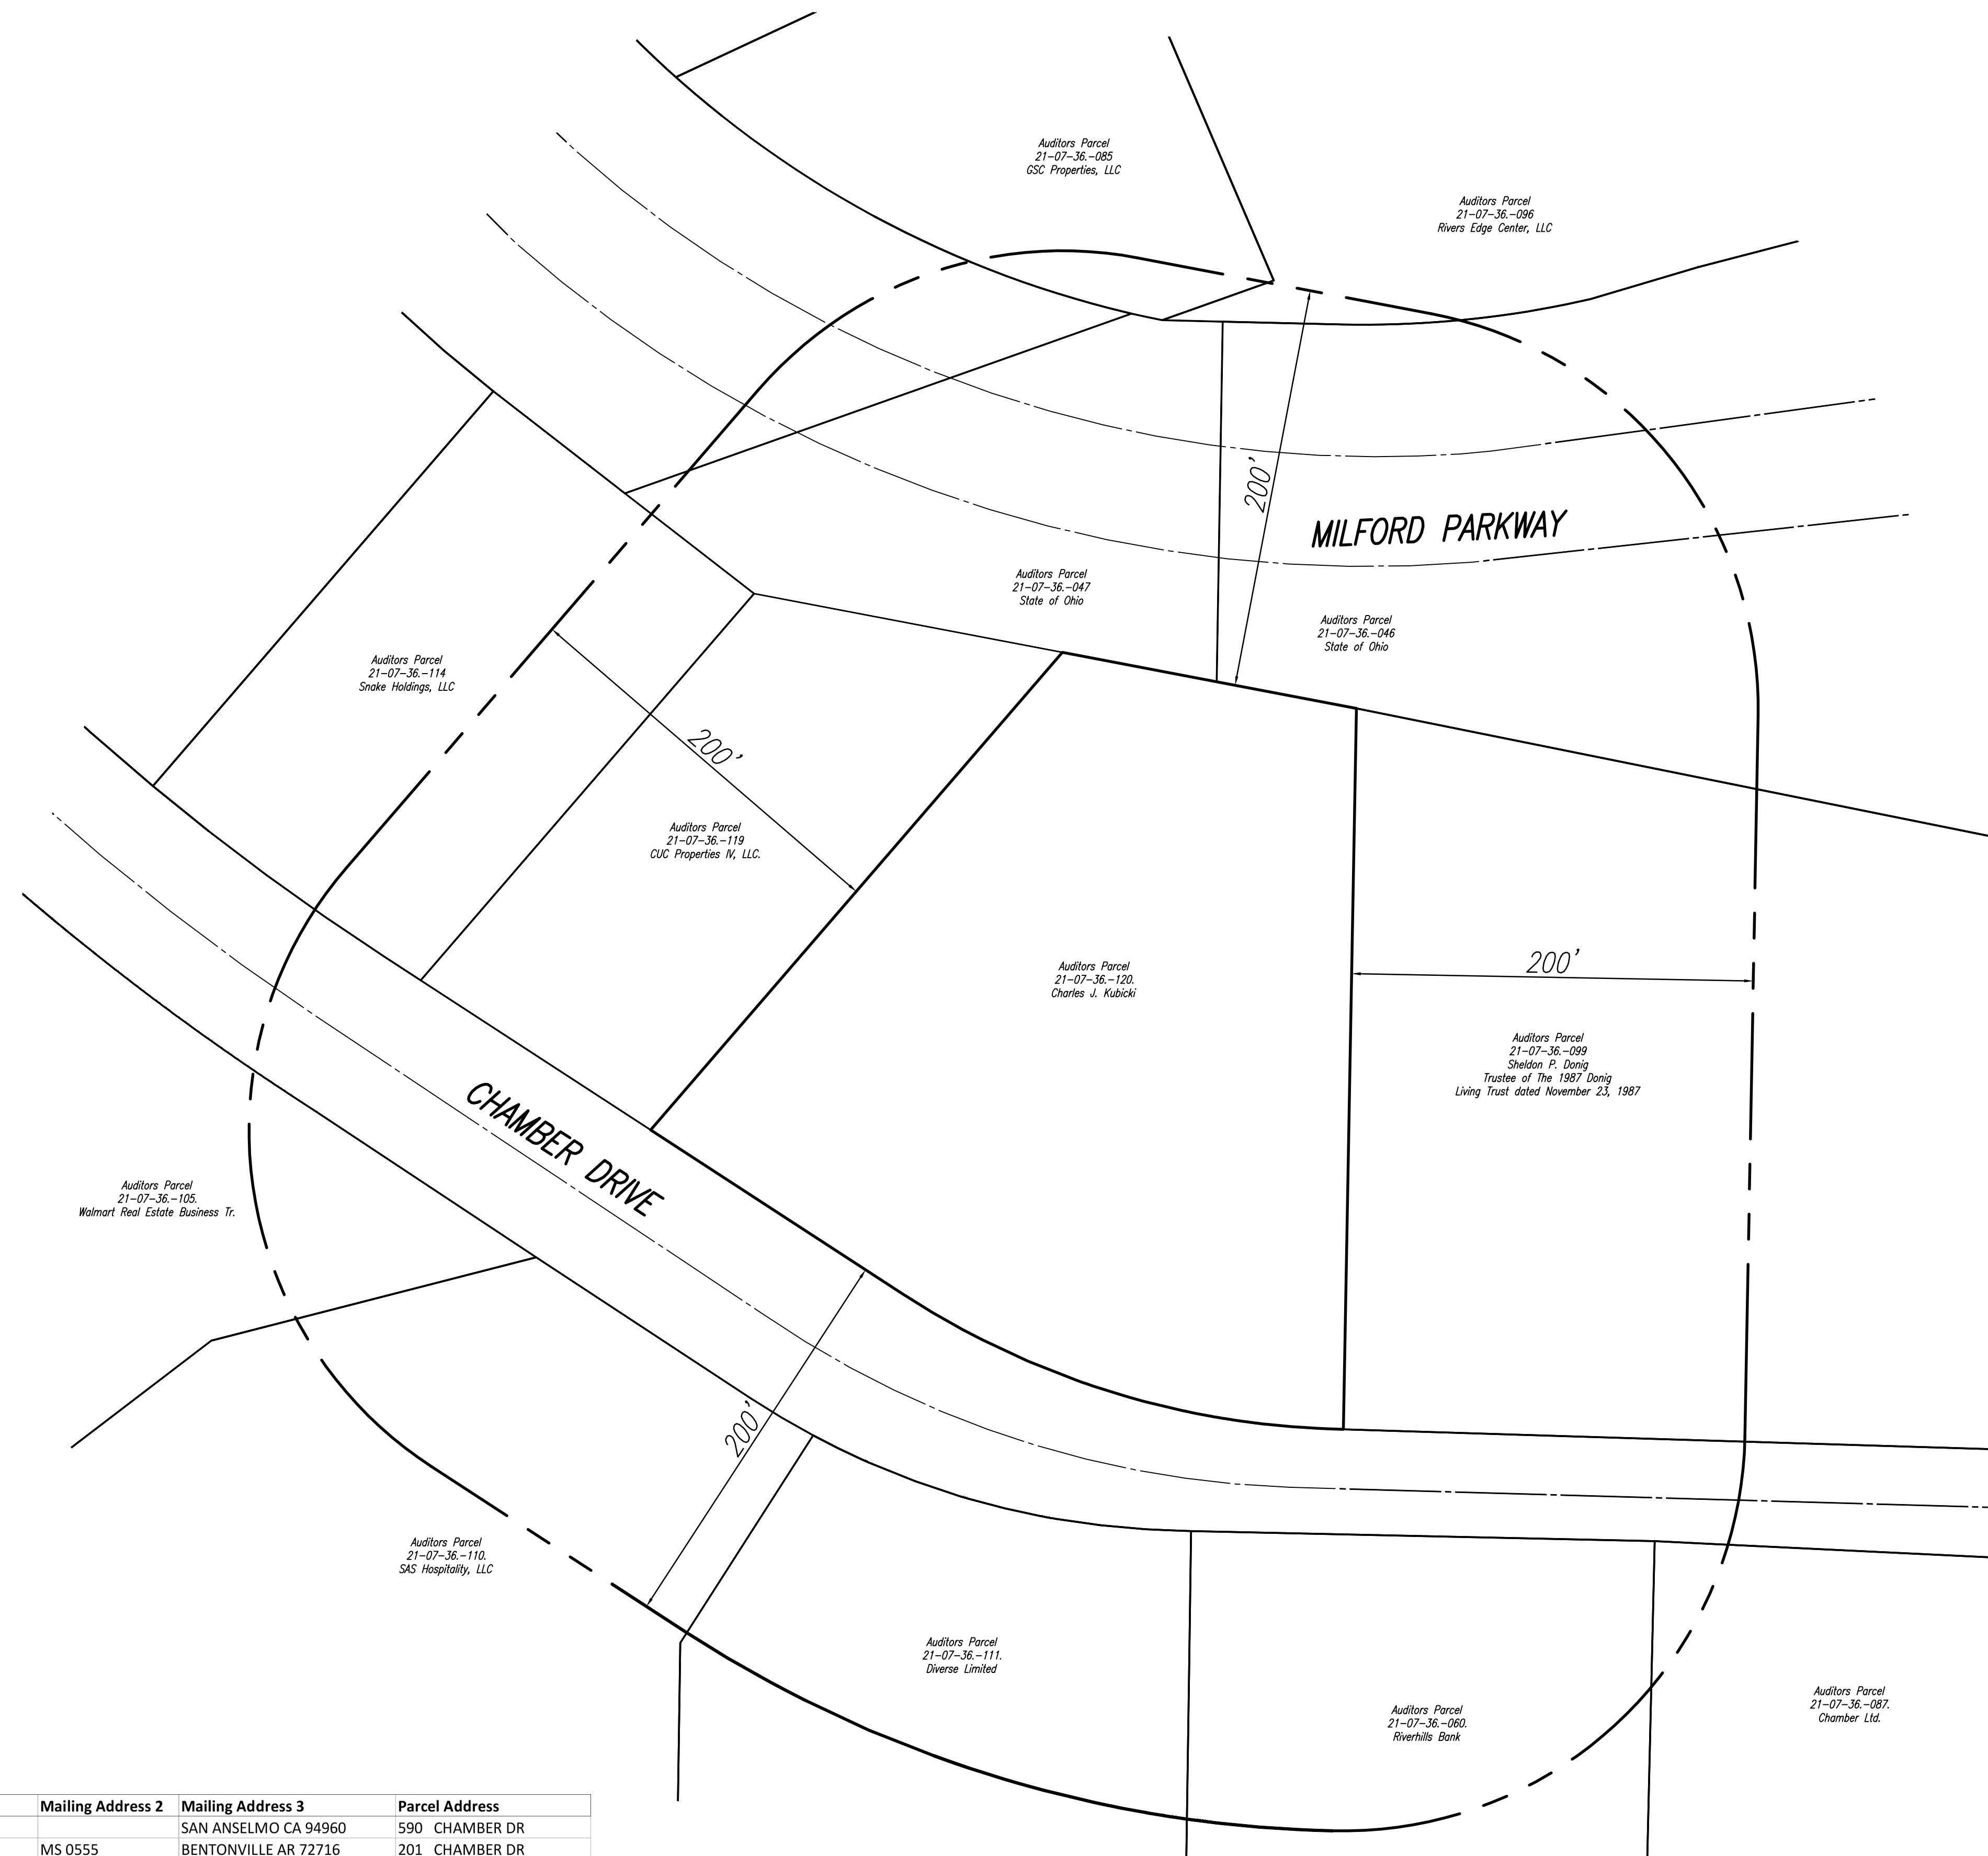 Auditors Parcel
21-07-36.-085
GSC Properties, LLC
Auditors Parcel
21-07-36.-096
Rivers Edge Center, LLC
200'
MILFORD PARKWAY
Auditors Parcel
21-07-36.-047
State of Ohio
Auditors Parcel
21-07-36.-046
State of Ohio
Auditors Parcel
21-07-36.-114
Snake Holdings, LLC
200'
Auditors Parcel
21-07-36.-119
CUC Properties IV, LLC.
Auditors Parcel
21-07-36.-120.
Charles J. Kubicki
200'
Auditors Parcel
21-07-36.-099
Sheldon P. Donig
Trustee of The 1987 Donig
Living Trust dated November 23, 1987
CHAMBER DRIVE
Auditors Parcel
21-07-36.-105.
Walmart Real Estate Business Tr.
200'
Auditors Parcel
21-07-36.-110.
SAS Hospitality, LLC
Auditors Parcel
21-07-36.-111.
Diverse Limited
Auditors Parcel
21-07-36.-060.
Riverhills Bank
Auditors Parcel
21-07-36.-087.
Chamber Ltd.
Mailing Address 2 Mailing Address 3 Parcel Address
SAN ANSELMO CA 94960 590 CHAMBER DR
MS 0555 BENTONVILLE AR 72716 201 CHAMBER DR